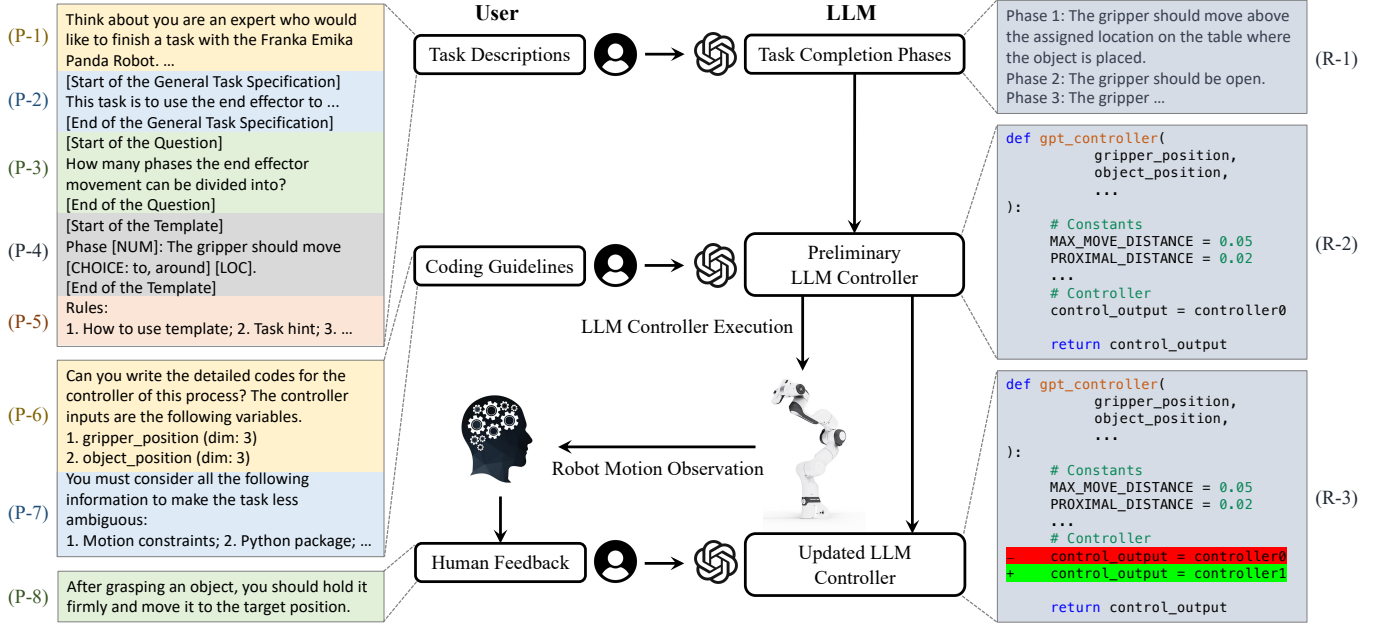 User
LLM
(P-1)
Think about you are an expert who would
like to finish a task with the Franka Emika
Panda Robot. ...
(P-2)
[Start of the General Task Specification]
This task is to use the end effector to ...
[End of the General Task Specification]
(P-3)
[Start of the Question]
How many phases the end effector
movement can be divided into?
[End of the Question]
(P-4)
[Start of the Template]
Phase [NUM]: The gripper should move
[CHOICE: to, around] [LOC].
[End of the Template]
(P-5)
Rules:
1. How to use template; 2. Task hint; 3. ...
(P-6)
Can you write the detailed codes for the
controller of this process? The controller
inputs are the following variables.
1. gripper_position (dim: 3)
2. object_position (dim: 3)
(P-7)
You must consider all the following
information to make the task less
ambiguous:
1. Motion constraints; 2. Python package; ...
(P-8)
After grasping an object, you should hold it
firmly and move it to the target position.
Task Descriptions
Task Completion Phases
Coding Guidelines
Preliminary
LLM Controller
LLM Controller Execution
Robot Motion Observation
Human Feedback
Updated LLM
Controller
Phase 1: The gripper should move above
the assigned location on the table where
the object is placed.
Phase 2: The gripper should be open.
Phase 3: The gripper ...
(R-1)
def gpt_controller(
gripper_position,
object_position,
...
):
# Constants
MAX_MOVE_DISTANCE = 0.05
PROXIMAL_DISTANCE = 0.02
...
# Controller
control_output = controller0
return control_output
(R-2)
def gpt_controller(
gripper_position,
object_position,
...
):
# Constants
MAX_MOVE_DISTANCE = 0.05
PROXIMAL_DISTANCE = 0.02
...
# Controller
- control_output = controller0
+ control_output = controller1
return control_output
(R-3)